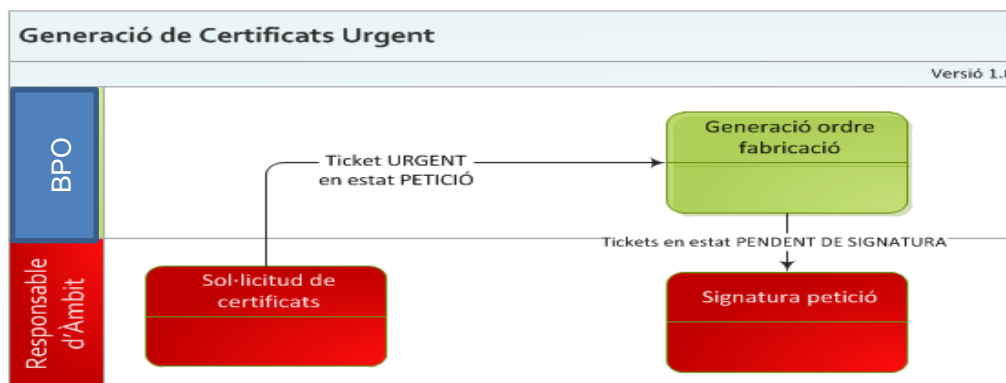 Generació de Certificats Urgent
Versió 1.
BPO
Generació ordre
fabricació
Ticket URGENT
en estat PETICIÓ
Tickets en estat PENDENT DE SIGNATURA
Responsable
d'Àmbit
Sol·licitud de
certificats
Signatura petició